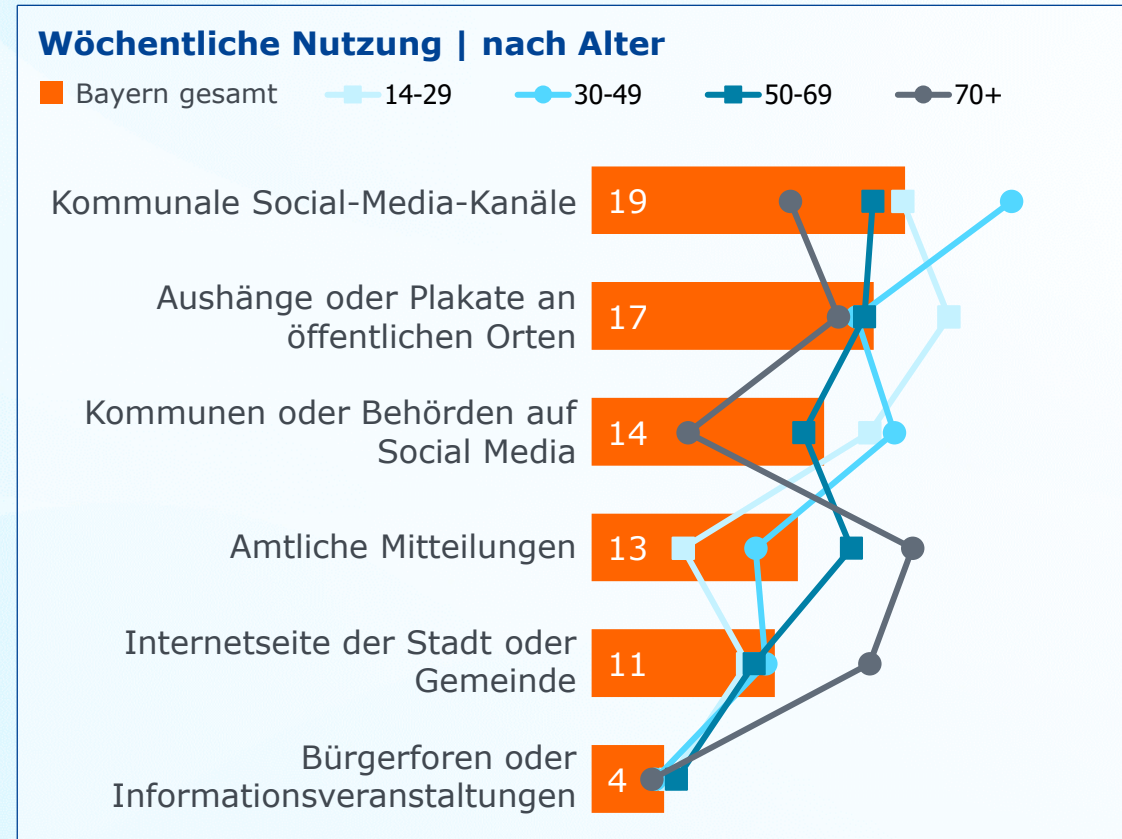 Wöchentliche Nutzung | nach Alter
Bayern gesamt 14-29 30-49 50-69 70+
Kommunale Social-Media-Kanäle 19
Aushänge oder Plakate an
öffentlichen Orten
17
Kommunen oder Behörden auf
Social Media
14
Amtliche Mitteilungen 13
Internetseite der Stadt oder
Gemeinde
11
Bürgerforen oder
Informationsveranstaltungen
4